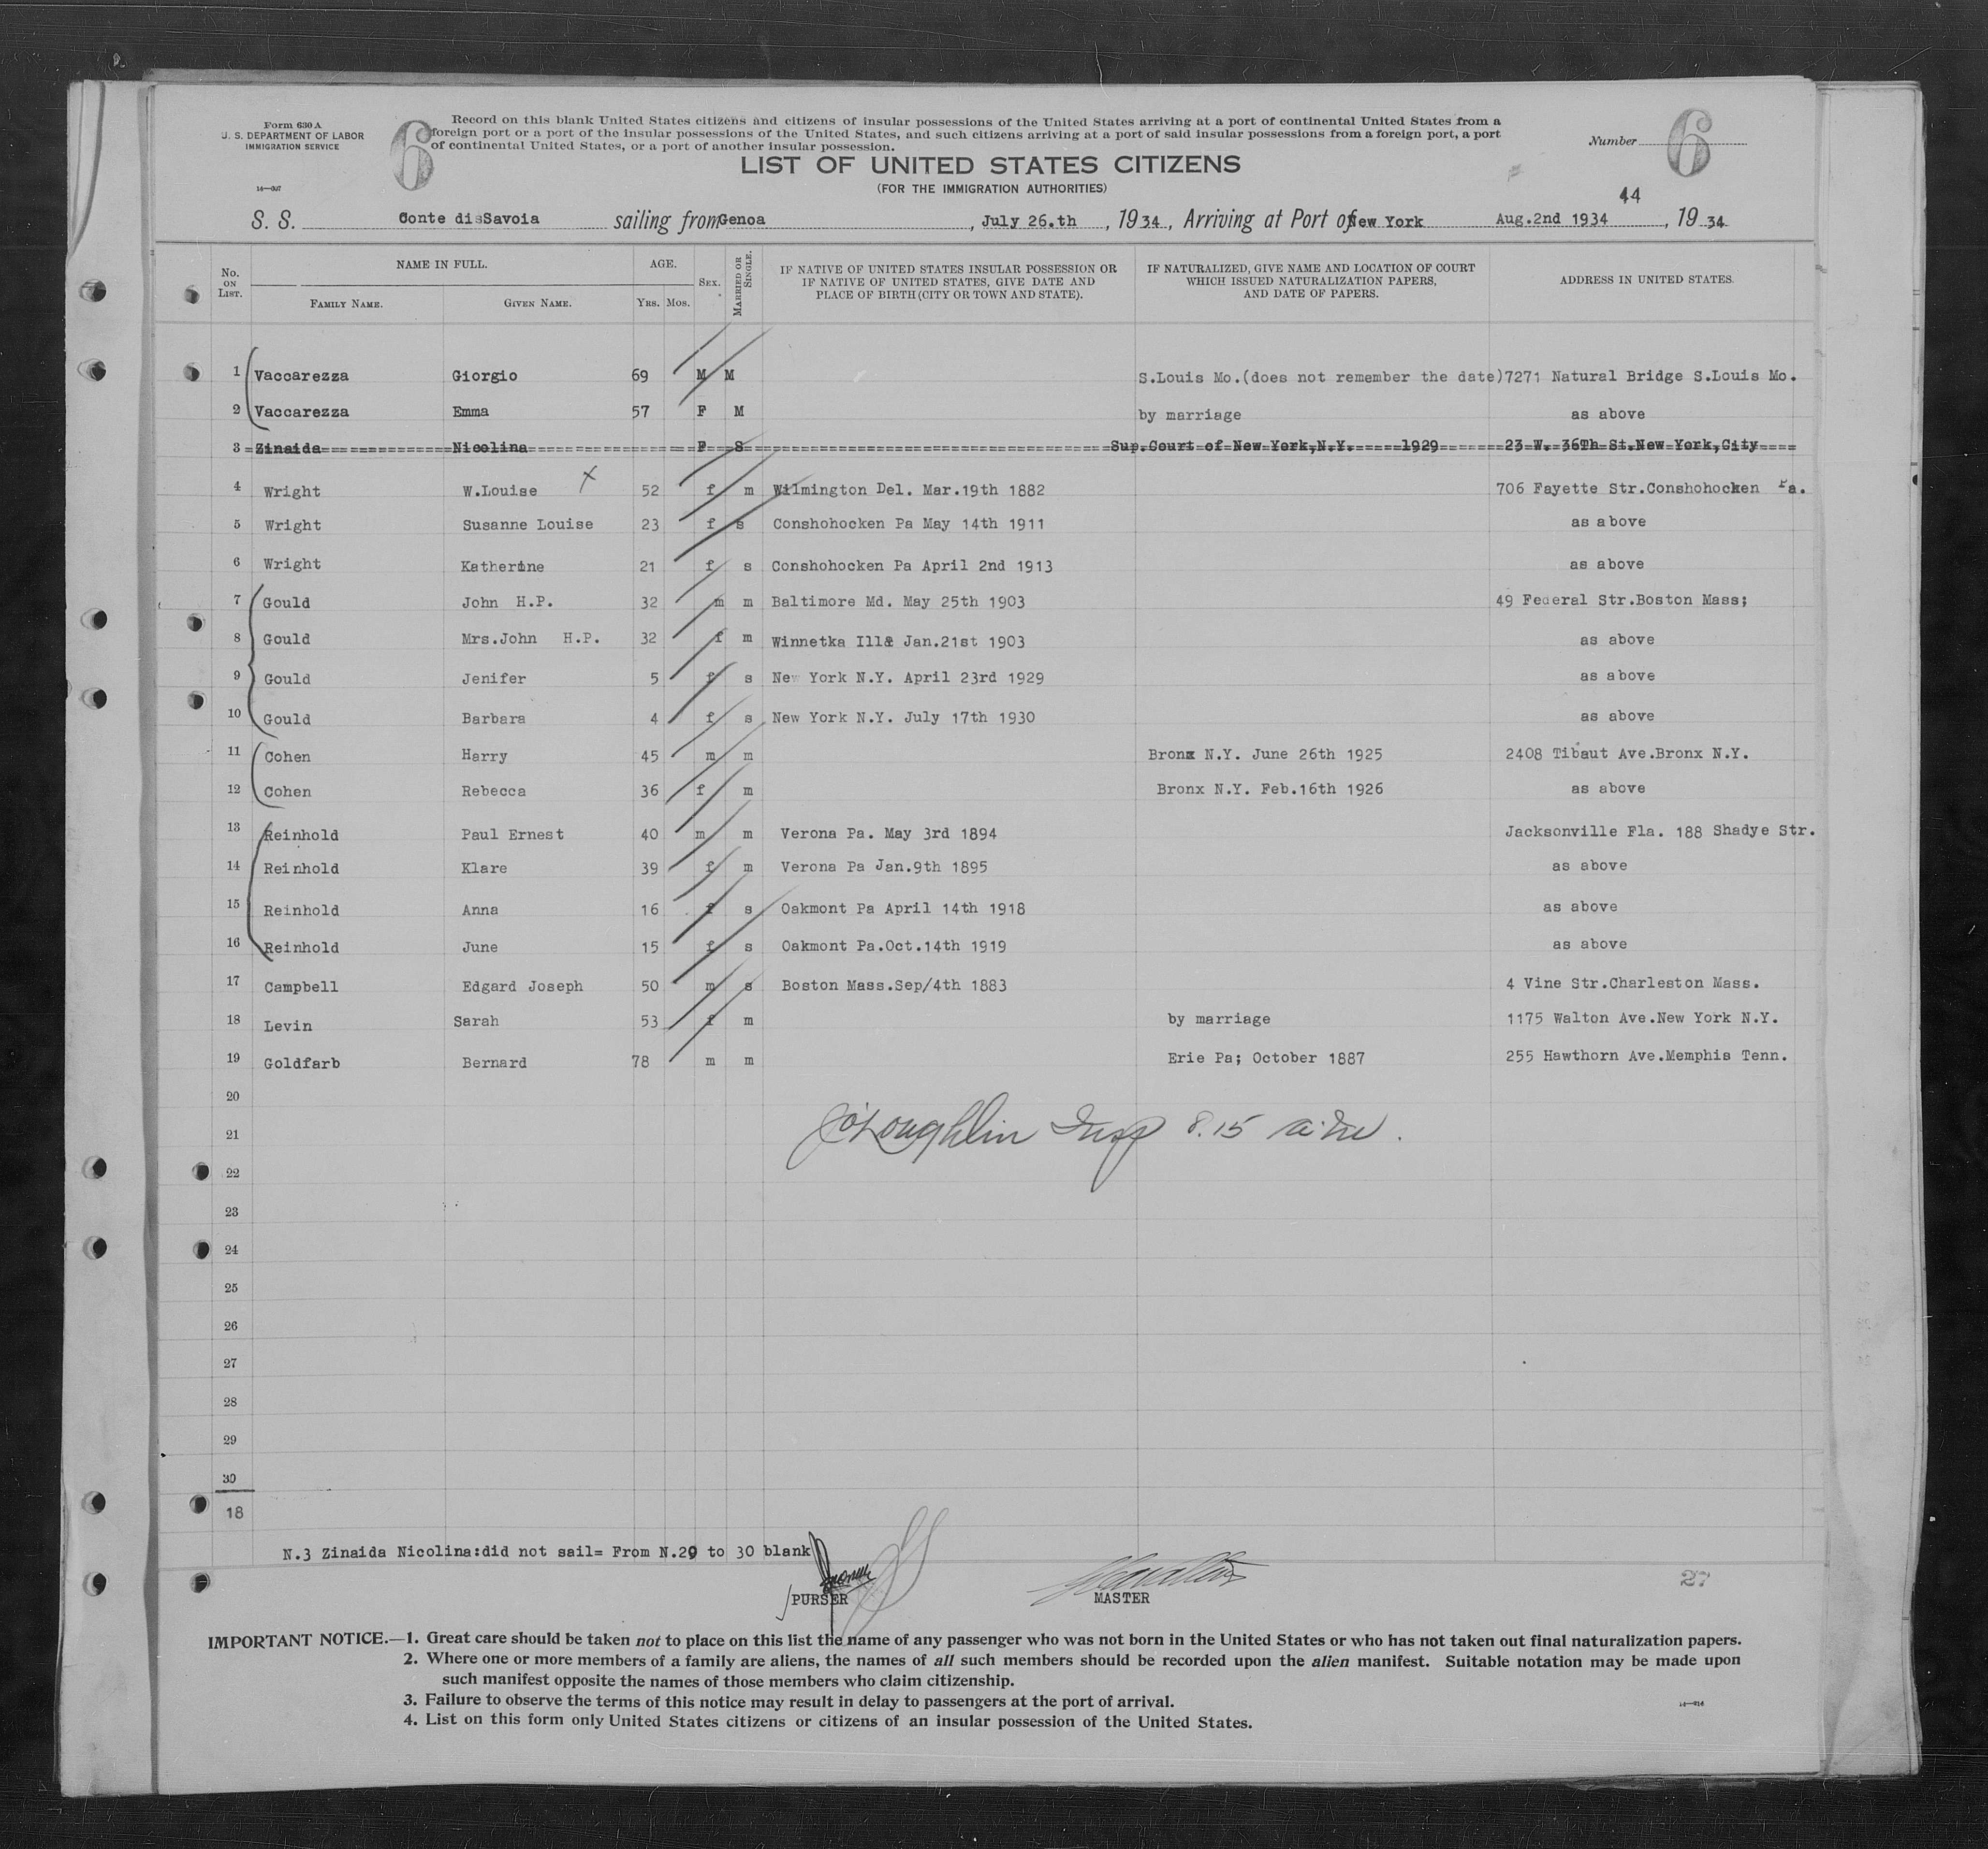 Form 630 A
U. S. DEPARTMENT OF LABOR
IMMIGRATION SERVICE
14—
6
Record on this blank United States citizens and citizens of insular possessions of the United States arriving at a port of continental United States from a
foreign port or a port of the insular possessions of the United States, and such citizens arriving at a port of said insular possessions from a foreign port, a port
of continental United States, or a port of another insular possession.
Number 6
LIST OF UNITED STATES CITIZENS
(FOR THE IMMIGRATION AUTHORITIES)
44
S. S. Conte disSavoia sailing from Genoa , July 26.th , 1934 , Arriving at Port of New York Aug.2nd 1934 , 1934
No. ON LIST. NAME IN FULL. AGE. SEX. MARRIED OR SINGLE. IF NATIVE OF UNITED STATES INSULAR POSSESSION OR IF NATIVE OF UNITED STATES, GIVE DATE AND PLACE OF BIRTH (CITY OR TOWN AND STATE). IF NATURALIZED, GIVE NAME AND LOCATION OF COURT WHICH ISSUED NATURALIZATION PAPERS, AND DATE OF PAPERS. ADDRESS IN UNITED STATES.
FAMILY NAME. GIVEN NAME. YRS. MOS.
1 Vaccarezza Giorgio 69 M M S.Louis Mo.(does not remember the date)7271 Natural Bridge S.Louis Mo.
2 Vaccarezza Emma 57 F M by marriage as above
3 Zinaida Nicolina F S Sup.Court of New York,N.Y. 1929 23 W. 36Th St.New York,City
4 Wright W.Louise X 52 f m Wilmington Del. Mar.19th 1882 706 Fayette Str.Conshohocken Pa.
5 Wright Susanne Louise 23 f s Conshohocken Pa May 14th 1911 as above
6 Wright Katherine 21 f s Conshohocken Pa April 2nd 1913 as above
7 Gould John H.P. 32 m m Baltimore Md. May 25th 1903 49 Federal Str.Boston Mass;
8 Gould Mrs.John H.P. 32 f m Winnetka Ill& Jan.21st 1903 as above
9 Gould Jenifer 5 f s New York N.Y. April 23rd 1929 as above
10 Gould Barbara 4 f s New York N.Y. July 17th 1930 as above
11 Cohen Harry 45 m m Bronx N.Y. June 26th 1925 2408 Tibaut Ave.Bronx N.Y.
12 Cohen Rebecca 36 f m Bronx N.Y. Feb.16th 1926 as above
13 Reinhold Paul Ernest 40 m m Verona Pa. May 3rd 1894 Jacksonville Fla. 188 Shadye Str.
14 Reinhold Klare 39 f m Verona Pa Jan.9th 1895 as above
15 Reinhold Anna 16 f s Oakmont Pa April 14th 1918 as above
16 Reinhold June 15 f s Oakmont Pa.Oct.14th 1919 as above
17 Campbell Edgard Joseph 50 m s Boston Mass.Sep/4th 1883 4 Vine Str.Charleston Mass.
18 Levin Sarah 53 f m by marriage 1175 Walton Ave.New York N.Y.
19 Goldfarb Bernard 78 m m Erie Pa; October 1887 255 Hawthorn Ave.Memphis Tenn.
20
21 O'Loughlin Insp 8.15 a.m.
22
23
24
25
26
27
28
29
30
18
N.3 Zinaida Nicolina:did not sail= From N.20 to 30 blank
PURSER MASTER 27
IMPORTANT NOTICE.—1. Great care should be taken not to place on this list the name of any passenger who was not born in the United States or who has not taken out final naturalization papers.
2. Where one or more members of a family are aliens, the names of all such members should be recorded upon the alien manifest. Suitable notation may be made upon
such manifest opposite the names of those members who claim citizenship.
3. Failure to observe the terms of this notice may result in delay to passengers at the port of arrival.
4. List on this form only United States citizens or citizens of an insular possession of the United States.